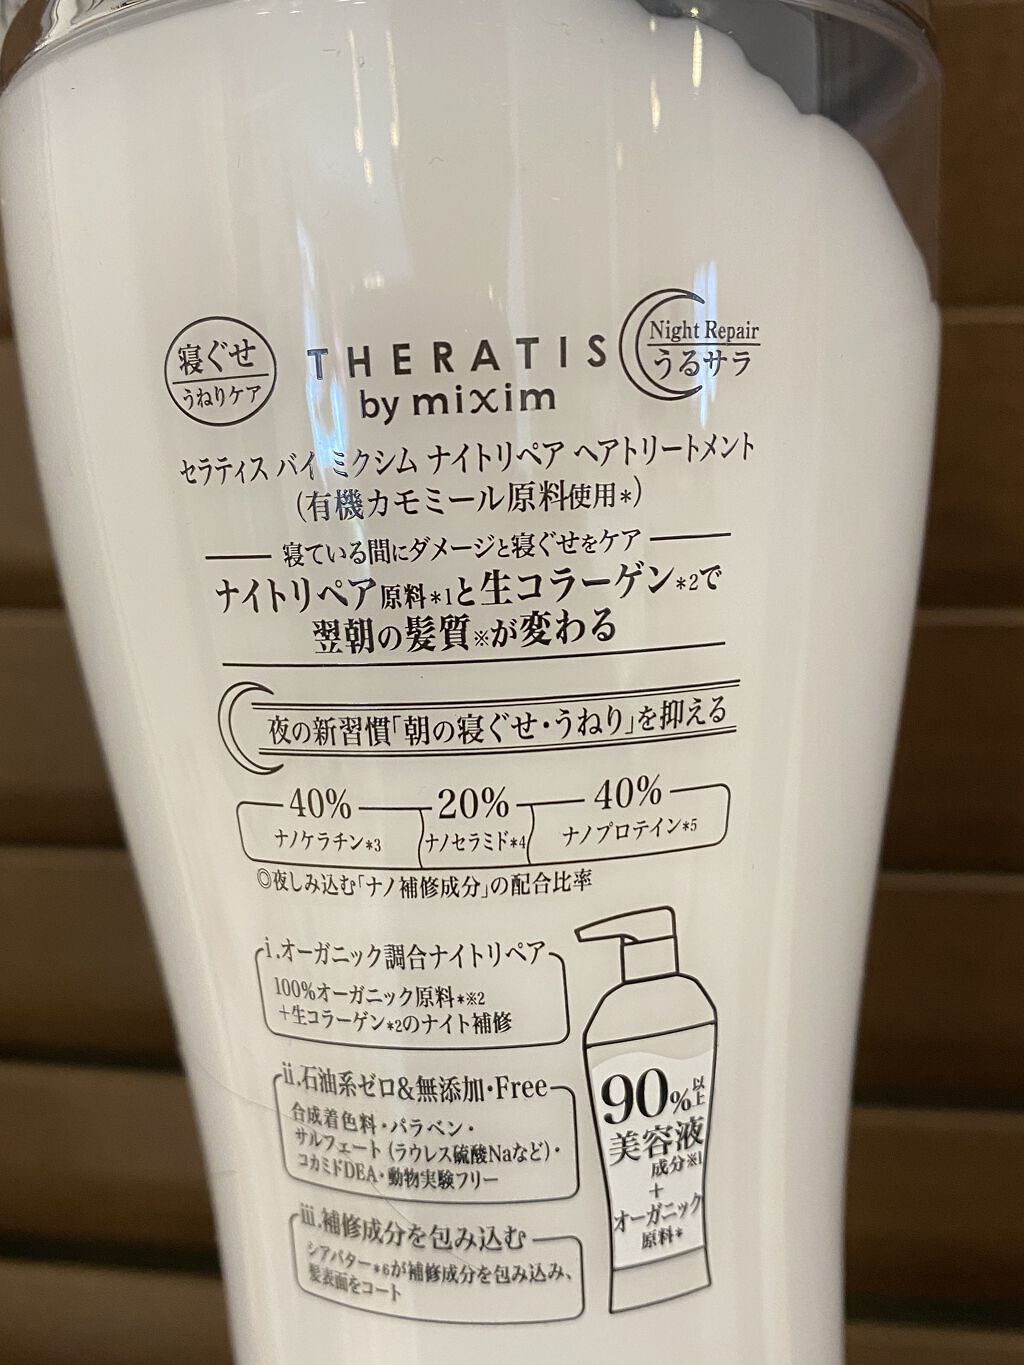 寝ぐせ
うねりケア
THERATIS
by mixim
Night Repair
うるサラ
セラティス バイ ミクシム ナイトリペア ヘアトリートメント
(有機カモミール原料使用*)
寝ている間にダメージと寝ぐせをケア
ナイトリペア原料*1と生コラーゲン*2で
翌朝の髪質※が変わる
夜の新習慣「朝の寝ぐせ・うねり」を抑える
40% 20% 40%
ナノケラチン*3 ナノセラミド*4 ナノプロテイン*5
◎夜しみ込む「ナノ補修成分」の配合比率
i.オーガニック調合ナイトリペア
100%オーガニック原料*※2
+生コラーゲン*2のナイト補修
ii.石油系ゼロ&無添加・Free
合成着色料・パラベン・
サルフェート(ラウレス硫酸Naなど)・
コカミドDEA・動物実験フリー
iii.補修成分を包み込む
シアバター*6が補修成分を包み込み、
髪表面をコート
90%以上
美容液
成分※1
+
オーガニック
原料*